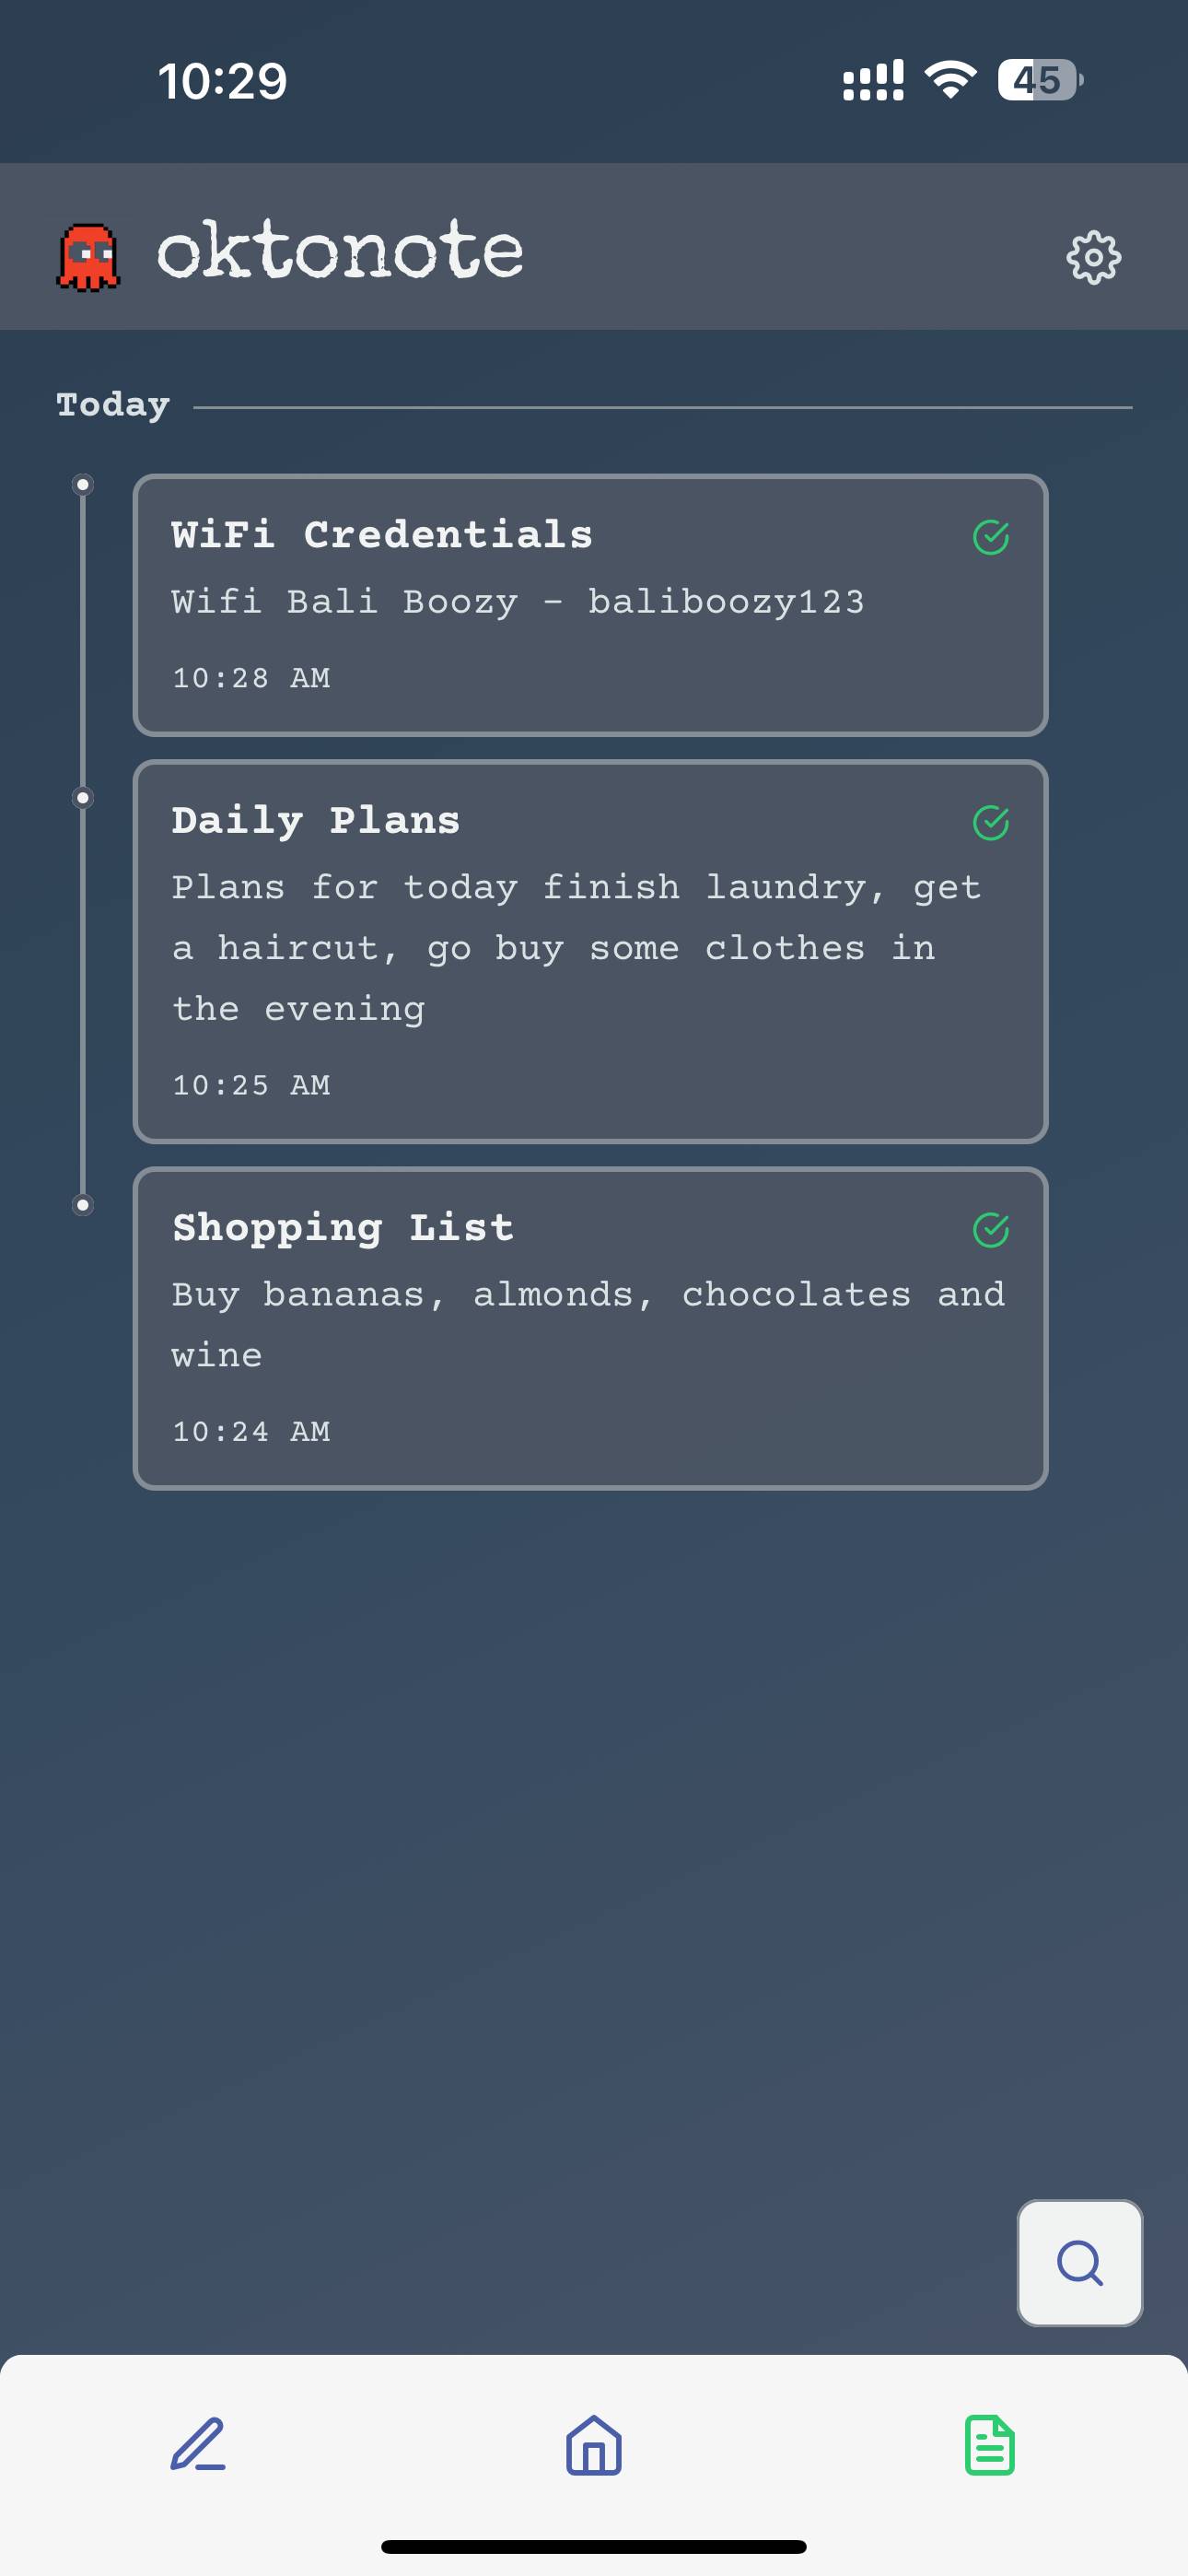 10:29
45
oktonote
Today
WiFi Credentials
Wifi Bali Boozy - baliboozy123
10:28 AM
Daily Plans
Plans for today finish laundry, get
a haircut, go buy some clothes in
the evening
10:25 AM
Shopping List
Buy bananas, almonds, chocolates and
wine
10:24 AM